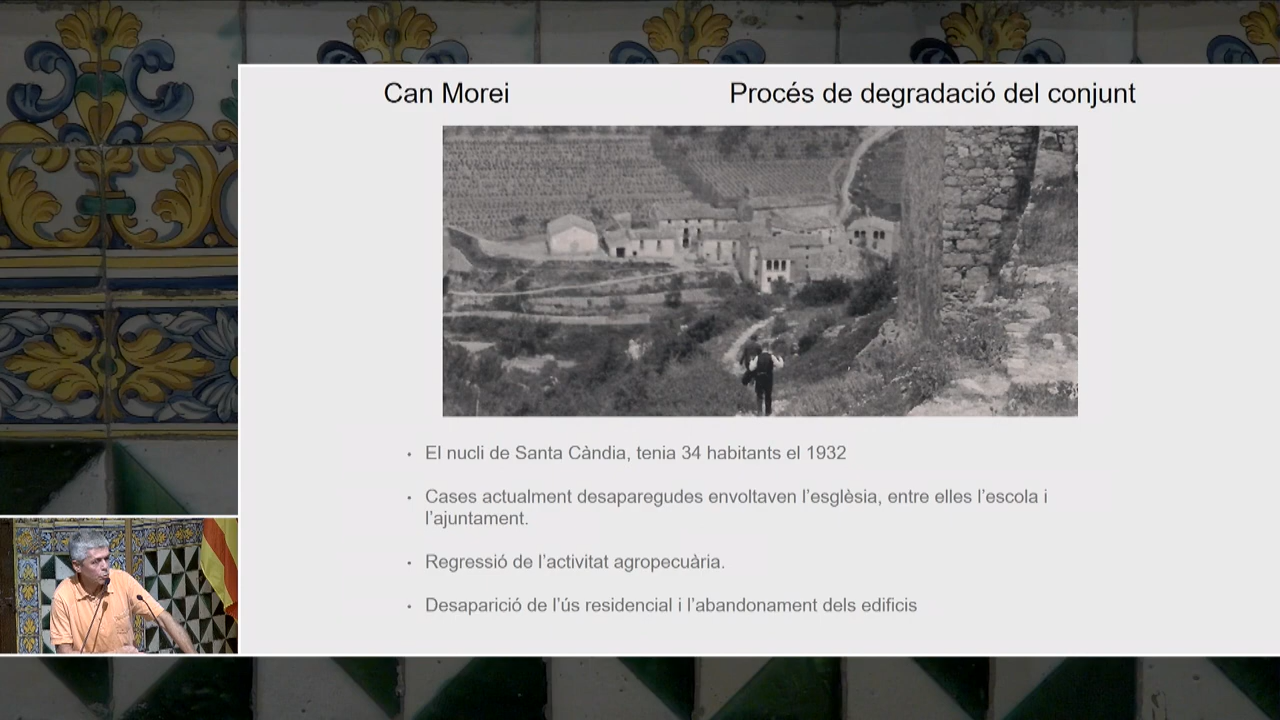 Can Morei
Procés de degradació del conjunt
• El nucli de Santa Càndia, tenia 34 habitants el 1932
• Cases actualment desaparegudes envoltaven l’esglèsia, entre elles l’escola i
l’ajuntament.
• Regressió de l’activitat agropecuària.
• Desaparició de l’ús residencial i l’abandonament dels edificis